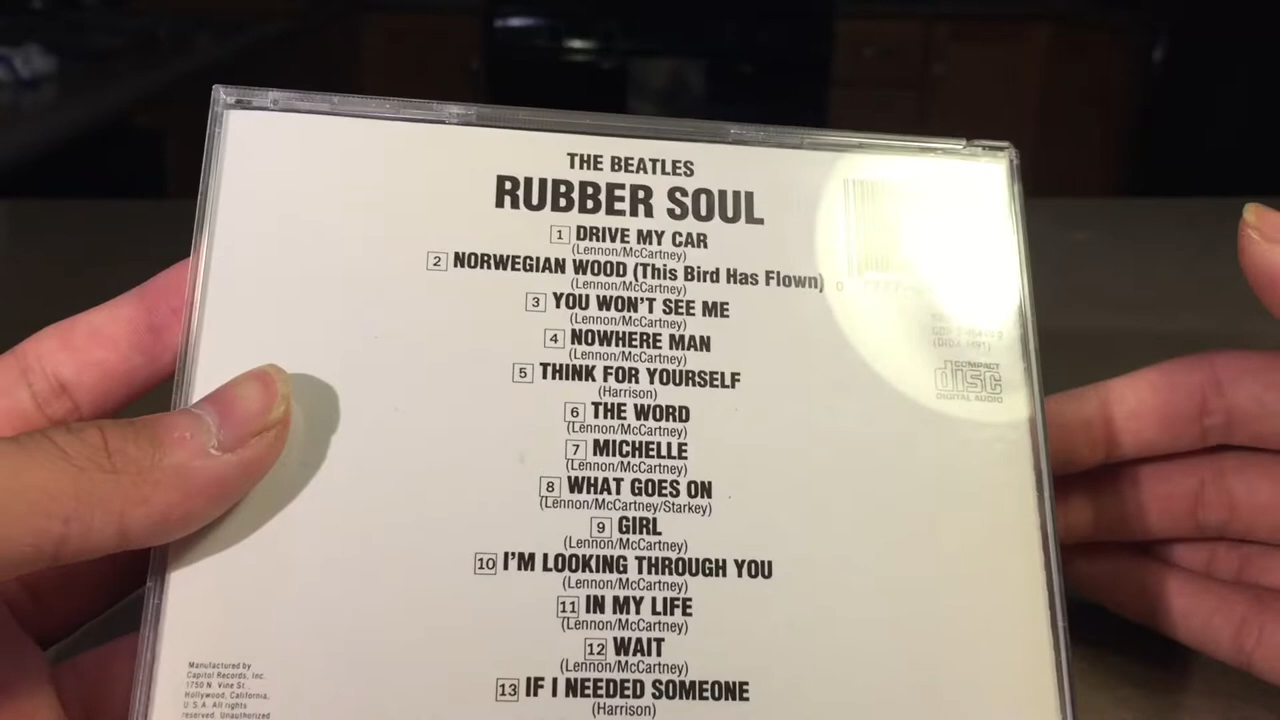 THE BEATLES
RUBBER SOUL
1 DRIVE MY CAR
(Lennon/McCartney)
2 NORWEGIAN WOOD (This Bird Has Flown)
(Lennon/McCartney)
3 YOU WON'T SEE ME
(Lennon/McCartney)
4 NOWHERE MAN
(Lennon/McCartney)
5 THINK FOR YOURSELF
(Harrison)
6 THE WORD
(Lennon/McCartney)
7 MICHELLE
(Lennon/McCartney)
8 WHAT GOES ON
(Lennon/McCartney/Starkey)
9 GIRL
(Lennon/McCartney)
10 I'M LOOKING THROUGH YOU
(Lennon/McCartney)
11 IN MY LIFE
(Lennon/McCartney)
12 WAIT
(Lennon/McCartney)
13 IF I NEEDED SOMEONE
(Harrison)
COMPACT
disc
DIGITAL AUDIO
Manufactured by
Capitol Records, Inc.
1750 N. Vine St.,
Hollywood, California,
U.S.A. All rights
reserved. Unauthorized